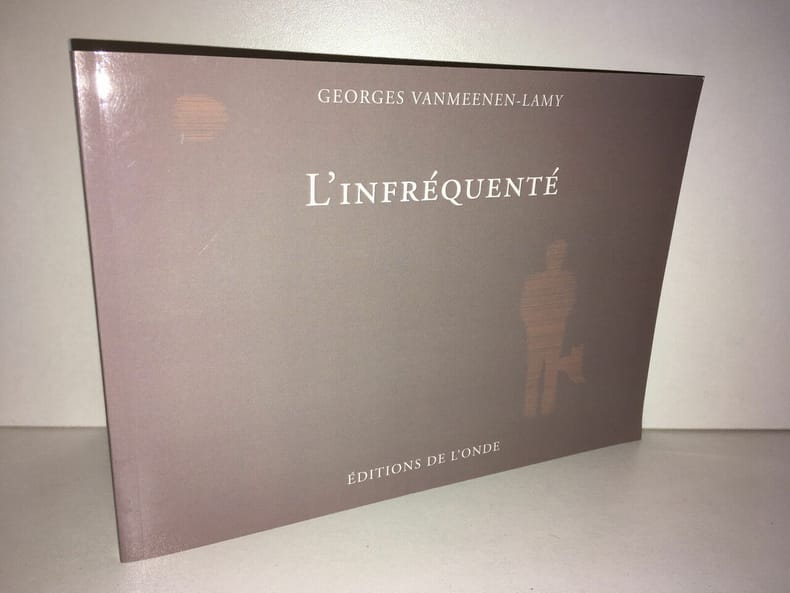 GEORGES VANMEENEN-LAMY
L'INFRÉQUENTÉ
ÉDITIONS DE L'ONDE